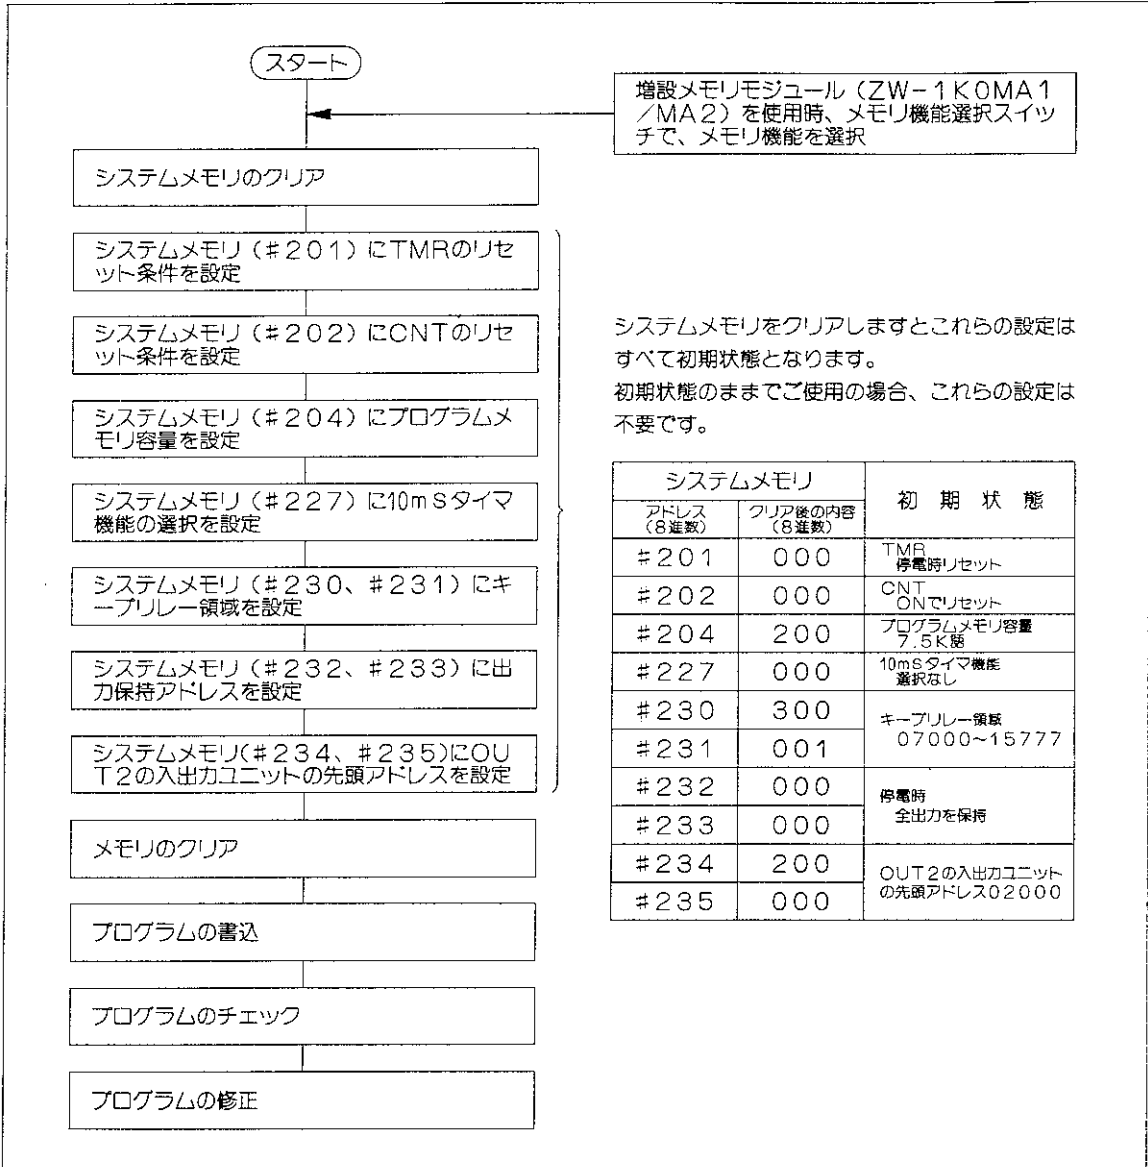 スタート
増設メモリモジュール（ZW−1K0MA1
／MA2）を使用時、メモリ機能選択スイッ
チで、メモリ機能を選択
システムメモリのクリア
システムメモリ（#201）にTMRのリセ
ット条件を設定
システムメモリ（#202）にCNTのリセ
ット条件を設定
システムメモリ（#204）にプログラムメ
モリ容量を設定
システムメモリ（#227）に10mSタイマ
機能の選択を設定
システムメモリ（#230、#231）にキ
ープリレー領域を設定
システムメモリ（#232、#233）に出
力保持アドレスを設定
システムメモリ(#234、#235)にOU
T2の入出力ユニットの先頭アドレスを設定
メモリのクリア
プログラムの書込
プログラムのチェック
プログラムの修正
システムメモリをクリアしますとこれらの設定は
すべて初期状態となります。
初期状態のままでご使用の場合、これらの設定は
不要です。
システムメモリ
初期状態
アドレス
（8進数）
クリア後の内容
（8進数）
#201 000 TMR
停電時リセット
#202 000 CNT
ONでリセット
#204 200 プログラムメモリ容量
7.5K語
#227 000 10mSタイマ機能
選択なし
#230 300 キープリレー領域
#231 001 07000~15777
#232 000 停電時
#233 000 全出力を保持
#234 200 OUT2の入出力ユニット
#235 000 の先頭アドレス02000